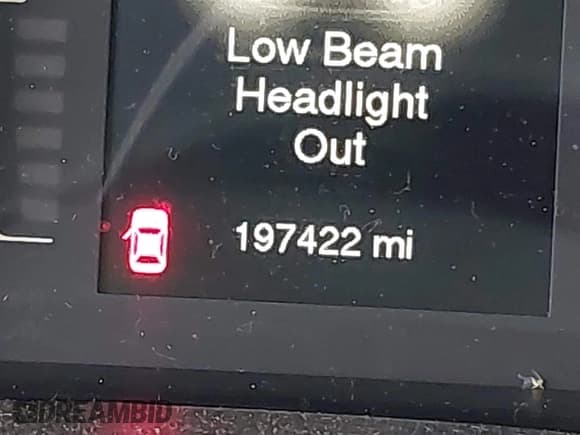 Low Beam
Headlight
Out
197422 mi
DREAMBID